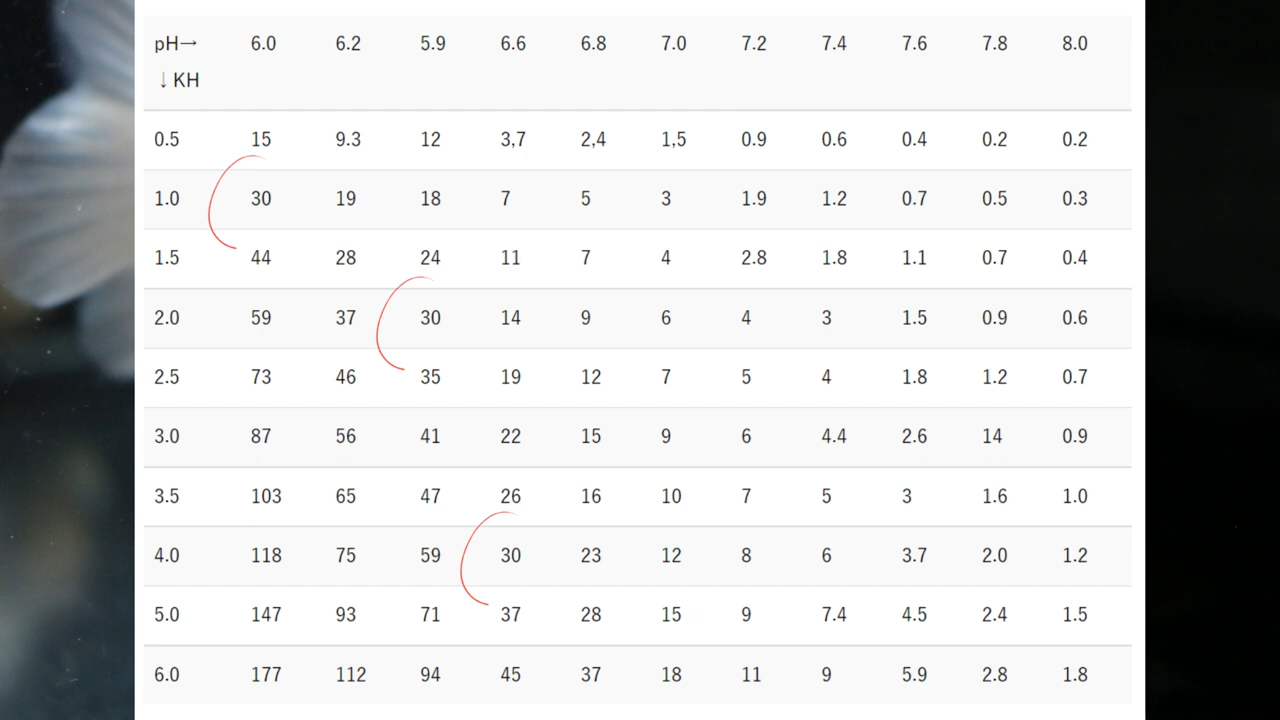 pH→ 6.0 6.2 5.9 6.6 6.8 7.0 7.2 7.4 7.6 7.8 8.0
↓ KH
0.5 15 9.3 12 3,7 2,4 1,5 0.9 0.6 0.4 0.2 0.2
1.0 30 19 18 7 5 3 1.9 1.2 0.7 0.5 0.3
1.5 44 28 24 11 7 4 2.8 1.8 1.1 0.7 0.4
2.0 59 37 30 14 9 6 4 3 1.5 0.9 0.6
2.5 73 46 35 19 12 7 5 4 1.8 1.2 0.7
3.0 87 56 41 22 15 9 6 4.4 2.6 14 0.9
3.5 103 65 47 26 16 10 7 5 3 1.6 1.0
4.0 118 75 59 30 23 12 8 6 3.7 2.0 1.2
5.0 147 93 71 37 28 15 9 7.4 4.5 2.4 1.5
6.0 177 112 94 45 37 18 11 9 5.9 2.8 1.8